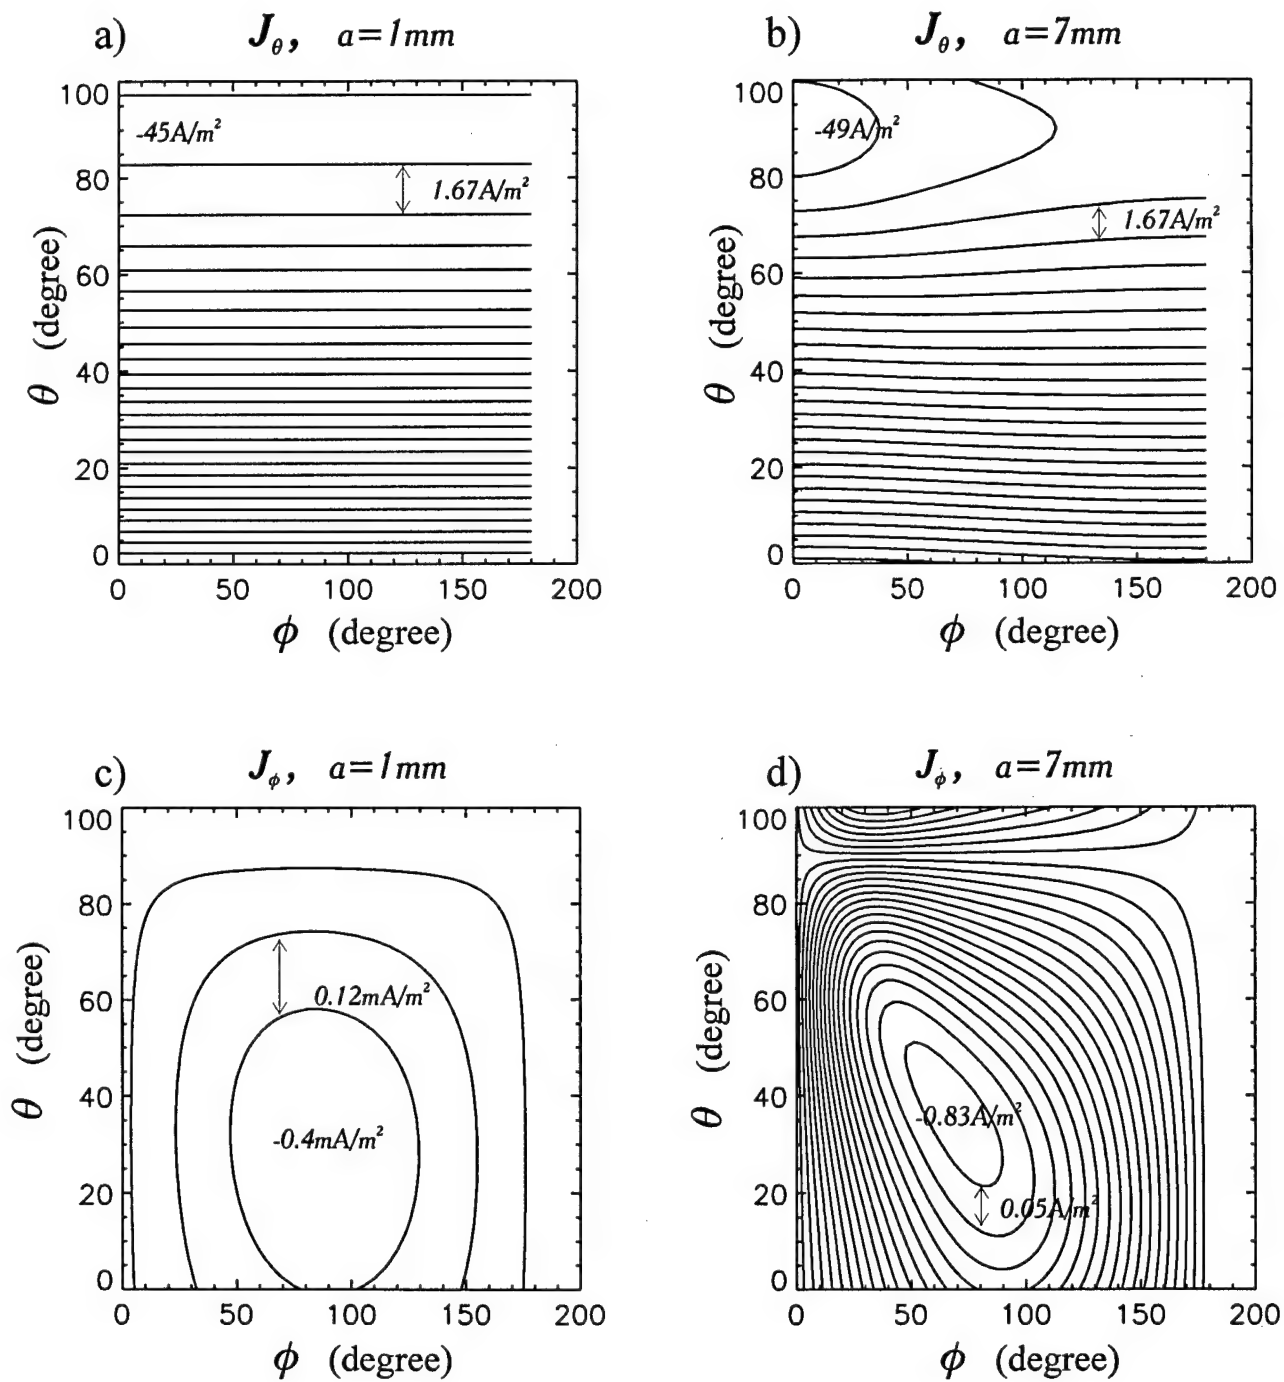 a) J_θ, a=1mm
100
80
60
40
20
0
-45A/m²
1.67A/m²
θ (degree)
0 50 100 150 200
φ (degree)
b) J_θ, a=7mm
100
80
60
40
20
0
-49A/m²
1.67A/m²
θ (degree)
0 50 100 150 200
φ (degree)
c) J_φ, a=1mm
100
80
60
40
20
0
0.12mA/m²
-0.4mA/m²
θ (degree)
0 50 100 150 200
φ (degree)
d) J_φ, a=7mm
100
80
60
40
20
0
-0.83A/m²
0.05A/m²
θ (degree)
0 50 100 150 200
φ (degree)